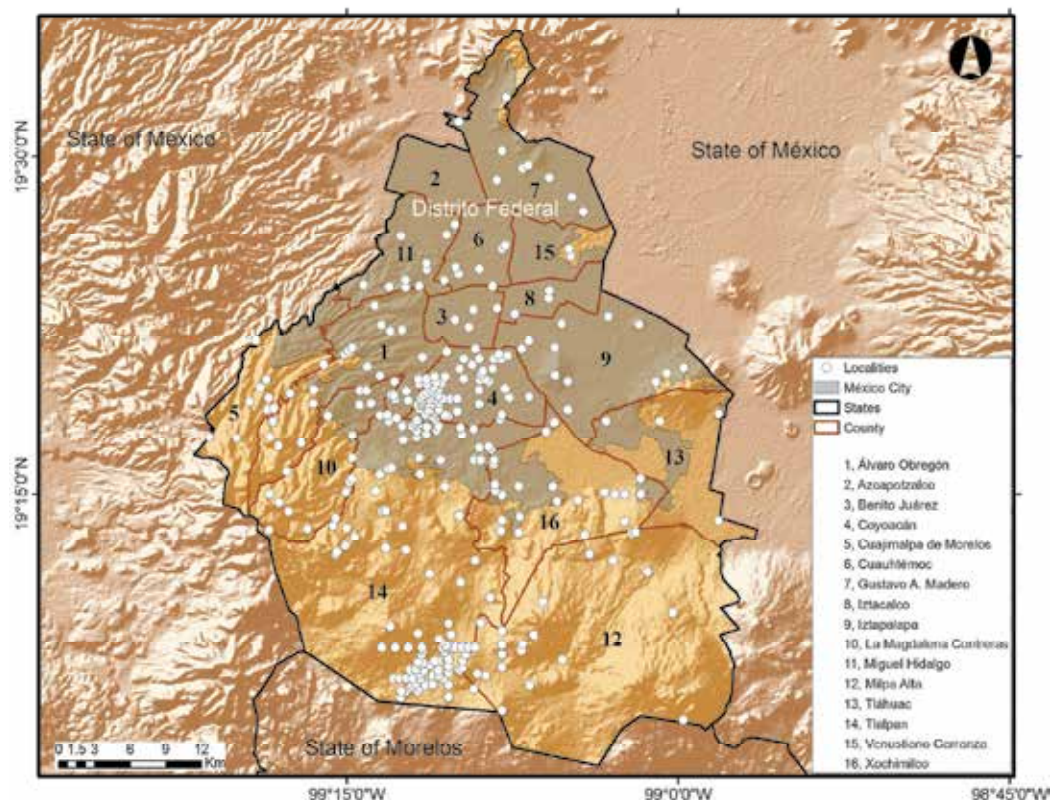 State of México
State of México
Distrito Federal
State of Morelos
2
7
6
11
15
8
3
1
9
4
5
10
13
16
14
12
19°30'0"N
19°15'0"N
99°15'0"W
99°0'0"W
98°45'0"W
0 1.5 3 6 9 12
Km
Localities
México City
States
County
1, Álvaro Obregón
2, Azcapotzalco
3, Benito Juárez
4, Coyoacán
5, Cuajimalpa de Morelos
6, Cuauhtémoc
7, Gustavo A. Madero
8, Iztacalco
9, Iztapalapa
10, La Magdalena Contreras
11, Miguel Hidalgo
12, Milpa Alta
13, Tláhuac
14, Tlalpan
15, Venustiano Carranza
16, Xochimilco